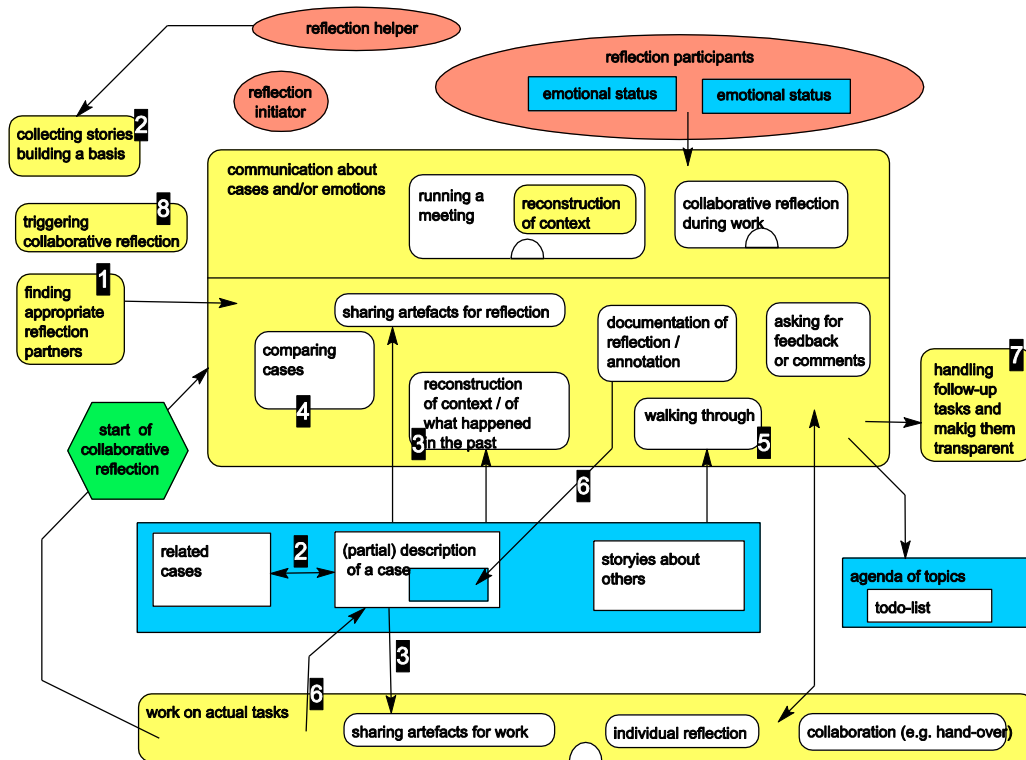 reflection helper
reflection participants
emotional status
emotional status
reflection
initiator
2
collecting stories
building a basis
communication about
cases and/or emotions
running a
meeting
reconstruction
of context
collaborative reflection
during work
8
triggering
collaborative reflection
1
finding
appropriate
reflection
partners
sharing artefacts for reflection
comparing
cases
4
documentation of
reflection /
annotation
asking for
feedback
or comments
reconstruction
of context / of
what happened
in the past
3
walking through
5
7
handling
follow-up
tasks and
makig them
transparent
start of
collaborative
reflection
6
related
cases
2
(partial) description
of a case
storyies about
others
agenda of topics
todo-list
3
6
work on actual tasks
sharing artefacts for work
individual reflection
collaboration (e.g. hand-over)